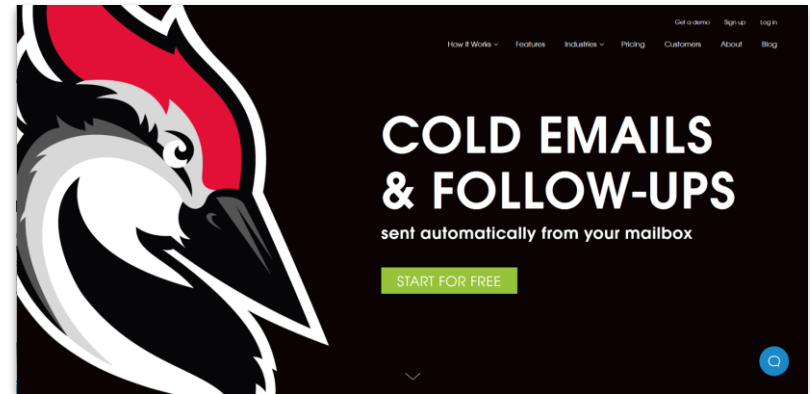 Get a demo Sign up Log in
How It Works Features Industries Pricing Customers About Blog
COLD EMAILS
& FOLLOW-UPS
sent automatically from your mailbox
START FOR FREE